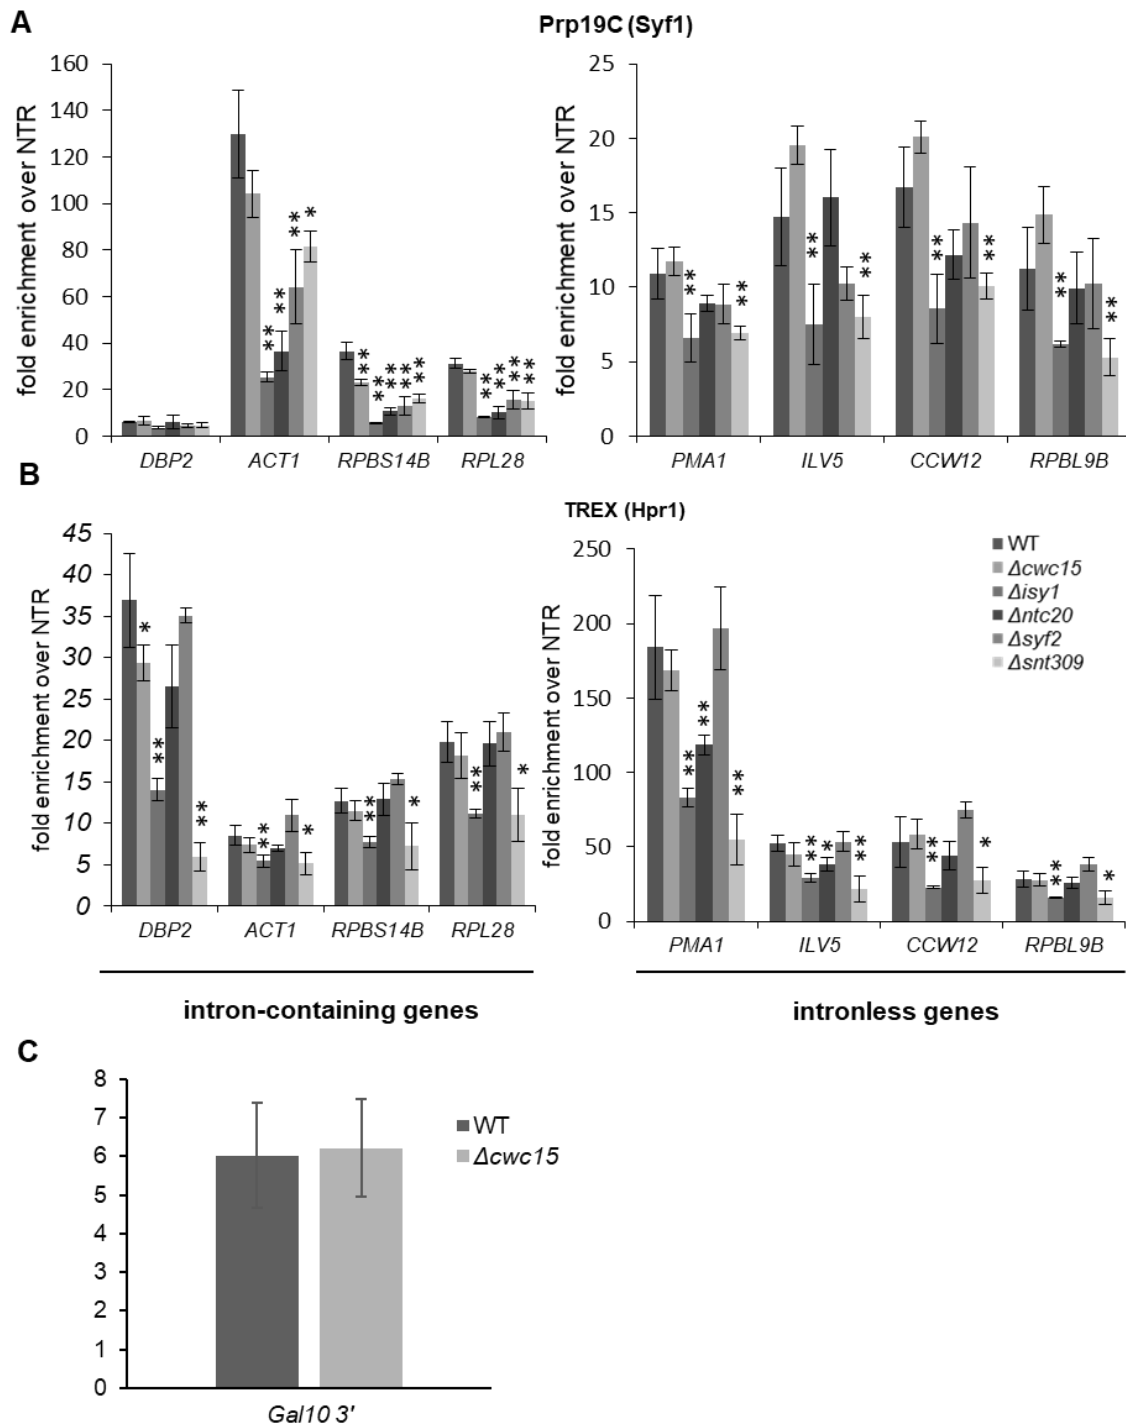 A
Prp19C (Syf1)
fold enrichment over NTR
160
140
120
100
80
60
40
20
0
** ** ** *
** ** ** ** **
** ** ** **
DBP2 ACT1 RPBS14B RPL28
fold enrichment over NTR
25
20
15
10
5
0
** **
** **
** **
** **
PMA1 ILV5 CCW12 RPBL9B
B
TREX (Hpr1)
fold enrichment over NTR
45
40
35
30
25
20
15
10
5
0
* ** **
** *
** *
** *
DBP2 ACT1 RPBS14B RPL28
intron-containing genes
fold enrichment over NTR
250
200
150
100
50
0
WT
Δcwc15
Δisy1
Δntc20
Δsyf2
Δsnt309
** ** **
** * **
** *
** *
PMA1 ILV5 CCW12 RPBL9B
intronless genes
C
8
7
6
5
4
3
2
1
0
WT
Δcwc15
Gal10 3'